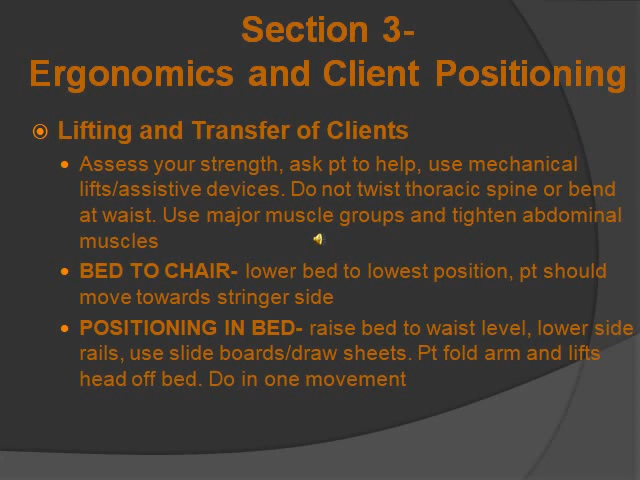 Section 3-
Ergonomics and Client Positioning
Lifting and Transfer of Clients
Assess your strength, ask pt to help, use mechanical
lifts/assistive devices. Do not twist thoracic spine or bend
at waist. Use major muscle groups and tighten abdominal
muscles
BED TO CHAIR- lower bed to lowest position, pt should
move towards stringer side
POSITIONING IN BED- raise bed to waist level, lower side
rails, use slide boards/draw sheets. Pt fold arm and lifts
head off bed. Do in one movement